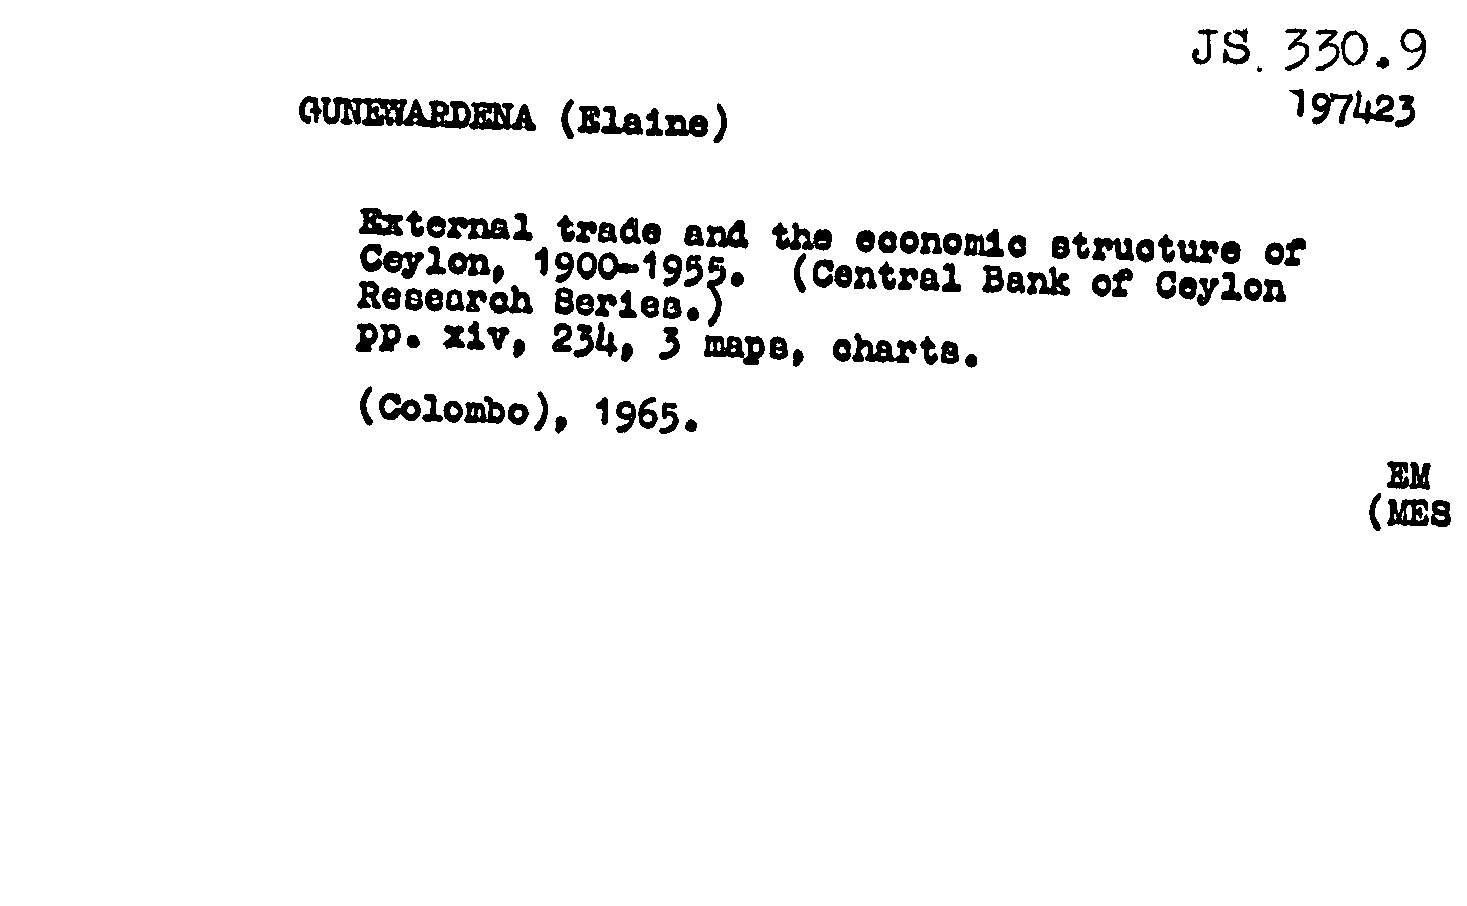 JS. 330.9
197423
GUNEWARDENA (Elaine)
External trade and the economic structure of
Ceylon, 1900-1955. (Central Bank of Ceylon
Research Series.)
pp. xiv, 234, 3 maps, charts.
(Colombo), 1965.
EM
(MES